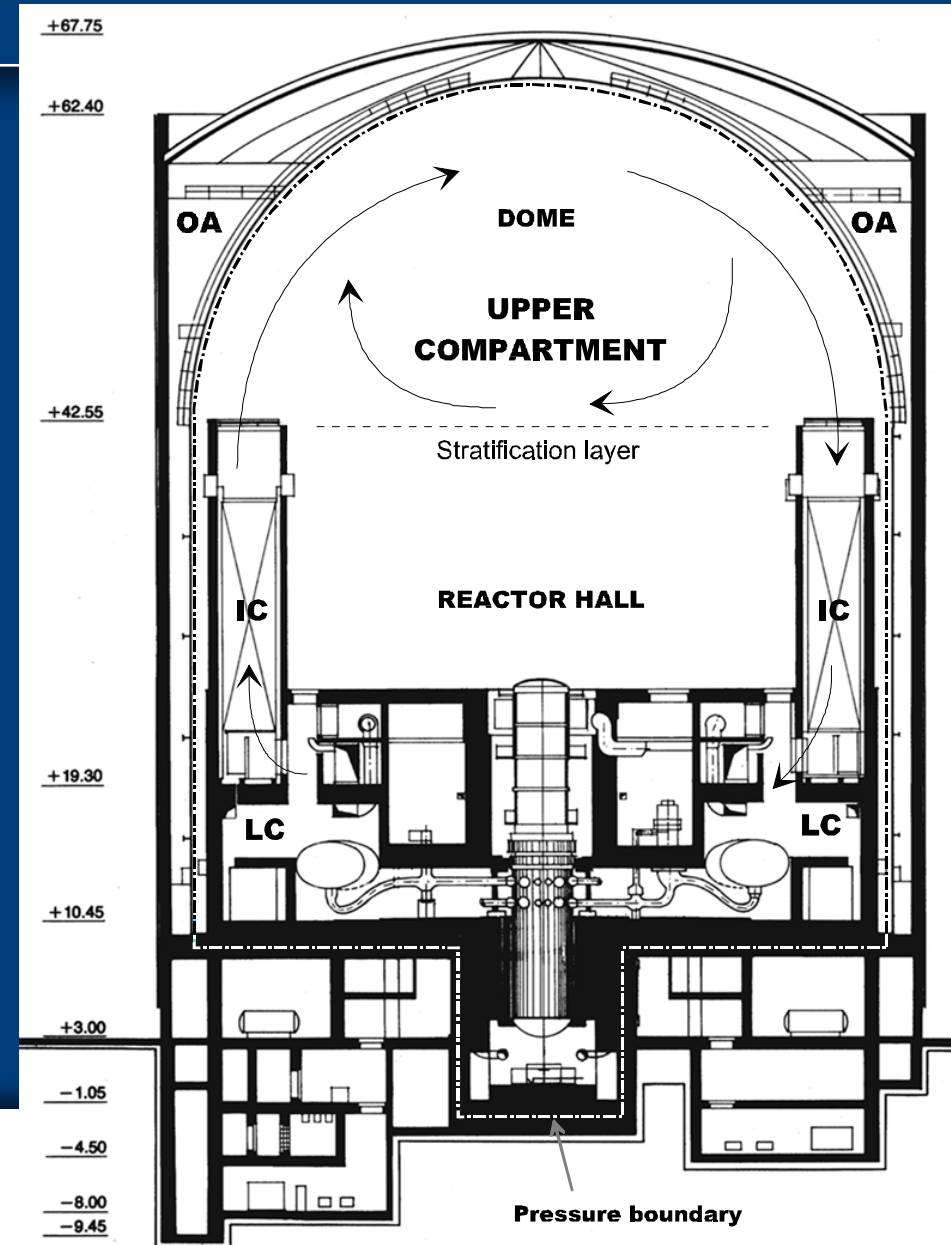 +67.75
+62.40
OA
DOME
OA
UPPER
COMPARTMENT
+42.55
Stratification layer
IC
REACTOR HALL
IC
+19.30
LC
LC
+10.45
+3.00
−1.05
−4.50
−8.00
Pressure boundary
−9.45